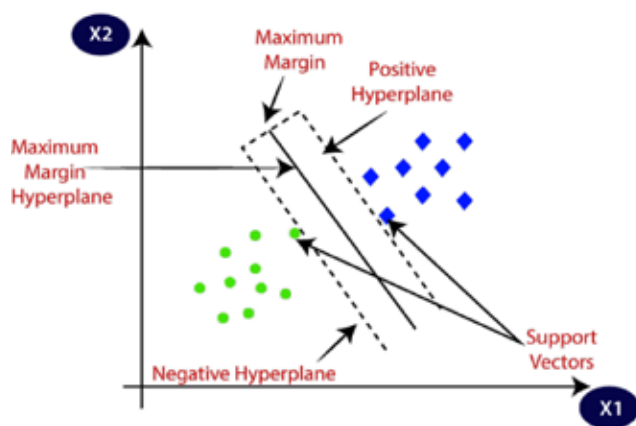 X2
Maximum
Margin
Positive
Hyperplane
Maximum
Margin
Hyperplane
Support
Vectors
Negative Hyperplane
X1